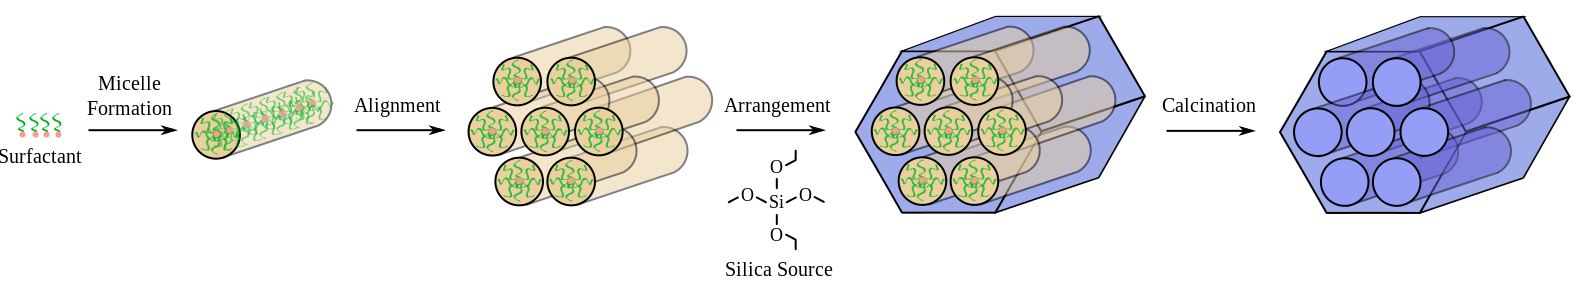 Surfactant
Micelle
Formation
Alignment
Arrangement
O
O Si O
O
Silica Source
Calcination